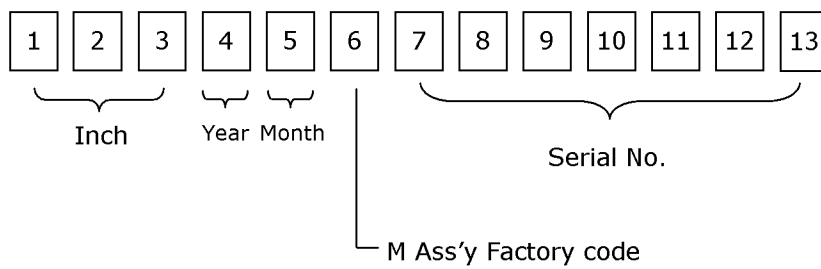 1 2 3 4 5 6 7 8 9 10 11 12 13
Inch Year Month
Serial No.
M Ass'y Factory code